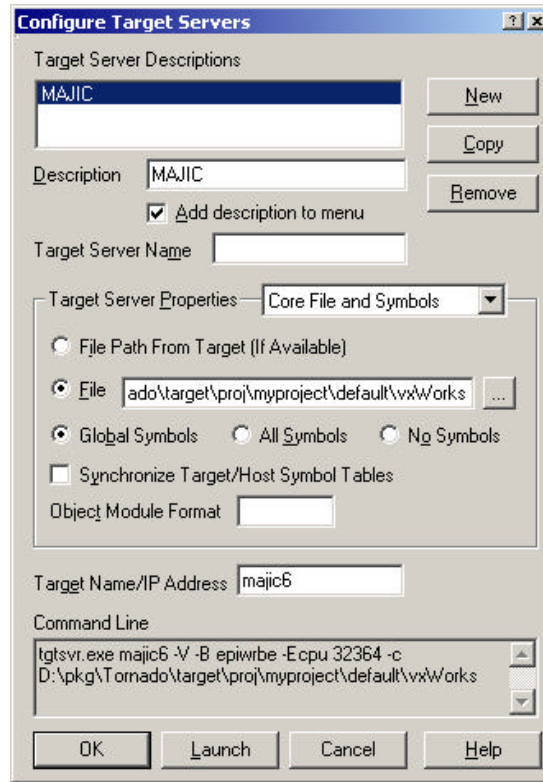 Configure Target Servers
Target Server Descriptions
MAJIC
New
Copy
Description MAJIC
Remove
Add description to menu
Target Server Name
Target Server Properties Core File and Symbols
File Path From Target (If Available)
File ado\target\proj\myproject\default\vxWorks ...
Global Symbols All Symbols No Symbols
Synchronize Target/Host Symbol Tables
Object Module Format
Target Name/IP Address majic6
Command Line
tgtsvr.exe majic6 -V -B epiwrbe -Ecpu 32364 -c
D:\pkg\Tornado\target\proj\myproject\default\vxWorks
OK Launch Cancel Help